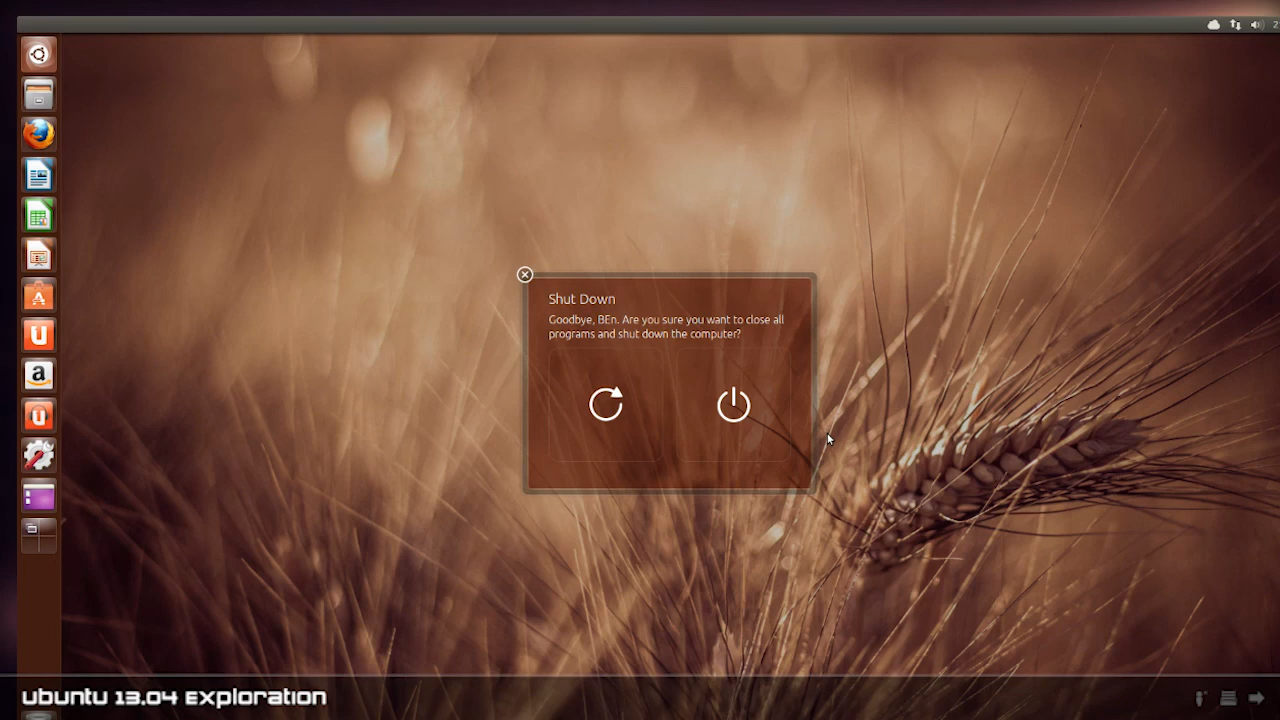 Shut Down
Goodbye, BEn. Are you sure you want to close all
programs and shut down the computer?
ubuntu 13.04 Exploration